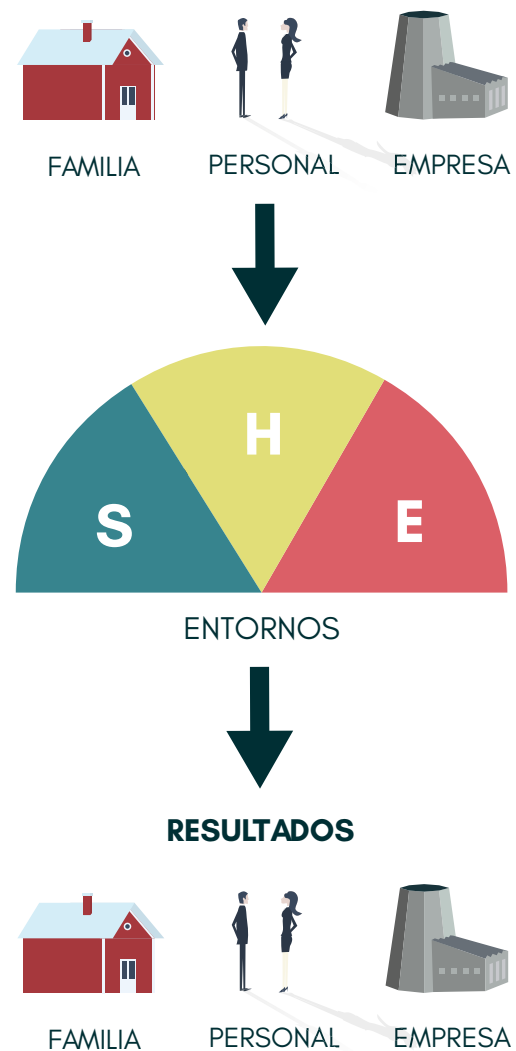 FAMILIA PERSONAL EMPRESA
H
S E
ENTORNOS
RESULTADOS
FAMILIA PERSONAL EMPRESA